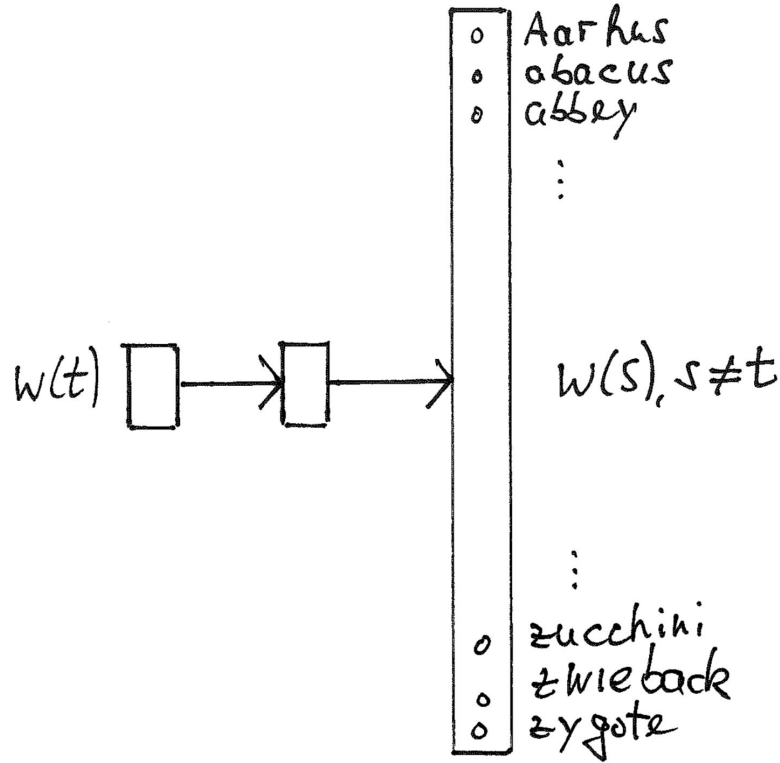 Aarhus
abacus
abbey
⋮
w(t)
w(s), s≠t
⋮
zucchini
zwieback
zygote